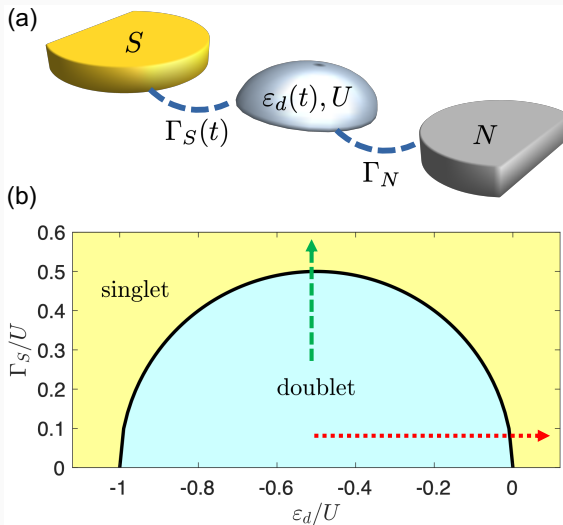 (a)
S
ε_d(t), U
Γ_S(t)
N
Γ_N
(b)
0.6
0.5
0.4
0.3
0.2
0.1
0
Γ_S/U
singlet
doublet
-1 -0.8 -0.6 -0.4 -0.2 0
ε_d/U